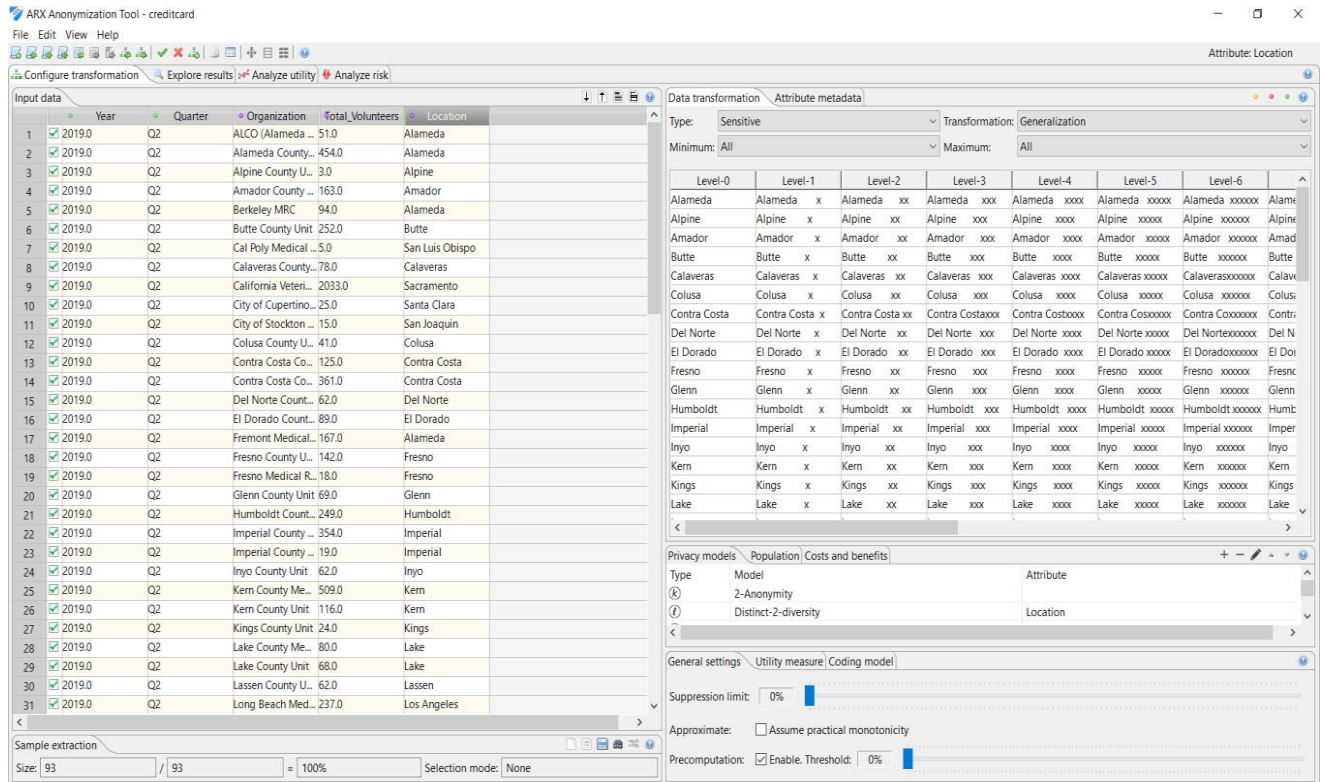 ARX Anonymization Tool - creditcard
File Edit View Help
Attribute: Location
Configure transformation Explore results Analyze utility Analyze risk
Input data
Year Quarter Organization Total_Volunteers Location
1 2019.0 Q2 ALCO (Alameda ... 51.0 Alameda
2 2019.0 Q2 Alameda County... 454.0 Alameda
3 2019.0 Q2 Alpine County U... 3.0 Alpine
4 2019.0 Q2 Amador County ... 163.0 Amador
5 2019.0 Q2 Berkeley MRC 94.0 Alameda
6 2019.0 Q2 Butte County Unit 252.0 Butte
7 2019.0 Q2 Cal Poly Medical ... 5.0 San Luis Obispo
8 2019.0 Q2 Calaveras County... 78.0 Calaveras
9 2019.0 Q2 California Veteri... 2033.0 Sacramento
10 2019.0 Q2 City of Cupertino... 25.0 Santa Clara
11 2019.0 Q2 City of Stockton ... 15.0 San Joaquin
12 2019.0 Q2 Colusa County U... 41.0 Colusa
13 2019.0 Q2 Contra Costa Co... 125.0 Contra Costa
14 2019.0 Q2 Contra Costa Co... 361.0 Contra Costa
15 2019.0 Q2 Del Norte Count... 62.0 Del Norte
16 2019.0 Q2 El Dorado Count... 89.0 El Dorado
17 2019.0 Q2 Fremont Medical... 167.0 Alameda
18 2019.0 Q2 Fresno County U... 142.0 Fresno
19 2019.0 Q2 Fresno Medical R... 18.0 Fresno
20 2019.0 Q2 Glenn County Unit 69.0 Glenn
21 2019.0 Q2 Humboldt Count... 249.0 Humboldt
22 2019.0 Q2 Imperial County ... 354.0 Imperial
23 2019.0 Q2 Imperial County ... 19.0 Imperial
24 2019.0 Q2 Inyo County Unit 62.0 Inyo
25 2019.0 Q2 Kern County Me... 509.0 Kern
26 2019.0 Q2 Kern County Unit 116.0 Kern
27 2019.0 Q2 Kings County Unit 24.0 Kings
28 2019.0 Q2 Lake County Me... 80.0 Lake
29 2019.0 Q2 Lake County Unit 68.0 Lake
30 2019.0 Q2 Lassen County U... 62.0 Lassen
31 2019.0 Q2 Long Beach Med... 237.0 Los Angeles
Sample extraction
Size: 93 / 93 = 100% Selection mode: None
Data transformation Attribute metadata
Type: Sensitive Transformation: Generalization
Minimum: All Maximum: All
Level-0 Level-1 Level-2 Level-3 Level-4 Level-5 Level-6
Alameda Alameda x Alameda xx Alameda xxx Alameda xxxx Alameda xxxxx Alameda xxxxxx Alame
Alpine Alpine x Alpine xx Alpine xxx Alpine xxxx Alpine xxxxx Alpine xxxxxx Alpine
Amador Amador x Amador xx Amador xxx Amador xxxx Amador xxxxx Amador xxxxxx Amad
Butte Butte x Butte xx Butte xxx Butte xxxx Butte xxxxx Butte xxxxxx Butte
Calaveras Calaveras x Calaveras xx Calaveras xxx Calaveras xxxx Calaveras xxxxx Calaverasxxxxxx Calave
Colusa Colusa x Colusa xx Colusa xxx Colusa xxxx Colusa xxxxx Colusa xxxxxx Colusa
Contra Costa Contra Costa x Contra Costa xx Contra Costaxxx Contra Costxxxx Contra Cosxxxxx Contra Coxxxxxx Contra
Del Norte Del Norte x Del Norte xx Del Norte xxx Del Norte xxxx Del Norte xxxxx Del Nortexxxxxx Del N
El Dorado El Dorado x El Dorado xx El Dorado xxx El Dorado xxxx El Dorado xxxxx El Doradoxxxxxx El Dor
Fresno Fresno x Fresno xx Fresno xxx Fresno xxxx Fresno xxxxx Fresno xxxxxx Fresno
Glenn Glenn x Glenn xx Glenn xxx Glenn xxxx Glenn xxxxx Glenn xxxxxx Glenn
Humboldt Humboldt x Humboldt xx Humboldt xxx Humboldt xxxx Humboldt xxxxx Humboldt xxxxxx Humb
Imperial Imperial x Imperial xx Imperial xxx Imperial xxxx Imperial xxxxx Imperial xxxxxx Imper
Inyo Inyo x Inyo xx Inyo xxx Inyo xxxx Inyo xxxxx Inyo xxxxxx Inyo
Kern Kern x Kern xx Kern xxx Kern xxxx Kern xxxxx Kern xxxxxx Kern
Kings Kings x Kings xx Kings xxx Kings xxxx Kings xxxxx Kings xxxxxx Kings
Lake Lake x Lake xx Lake xxx Lake xxxx Lake xxxxx Lake xxxxxx Lake
Privacy models Population Costs and benefits
Type Model Attribute
k 2-Anonymity
ℓ Distinct-2-diversity Location
General settings Utility measure Coding model
Suppression limit: 0%
Approximate: Assume practical monotonicity
Precomputation: Enable. Threshold: 0%